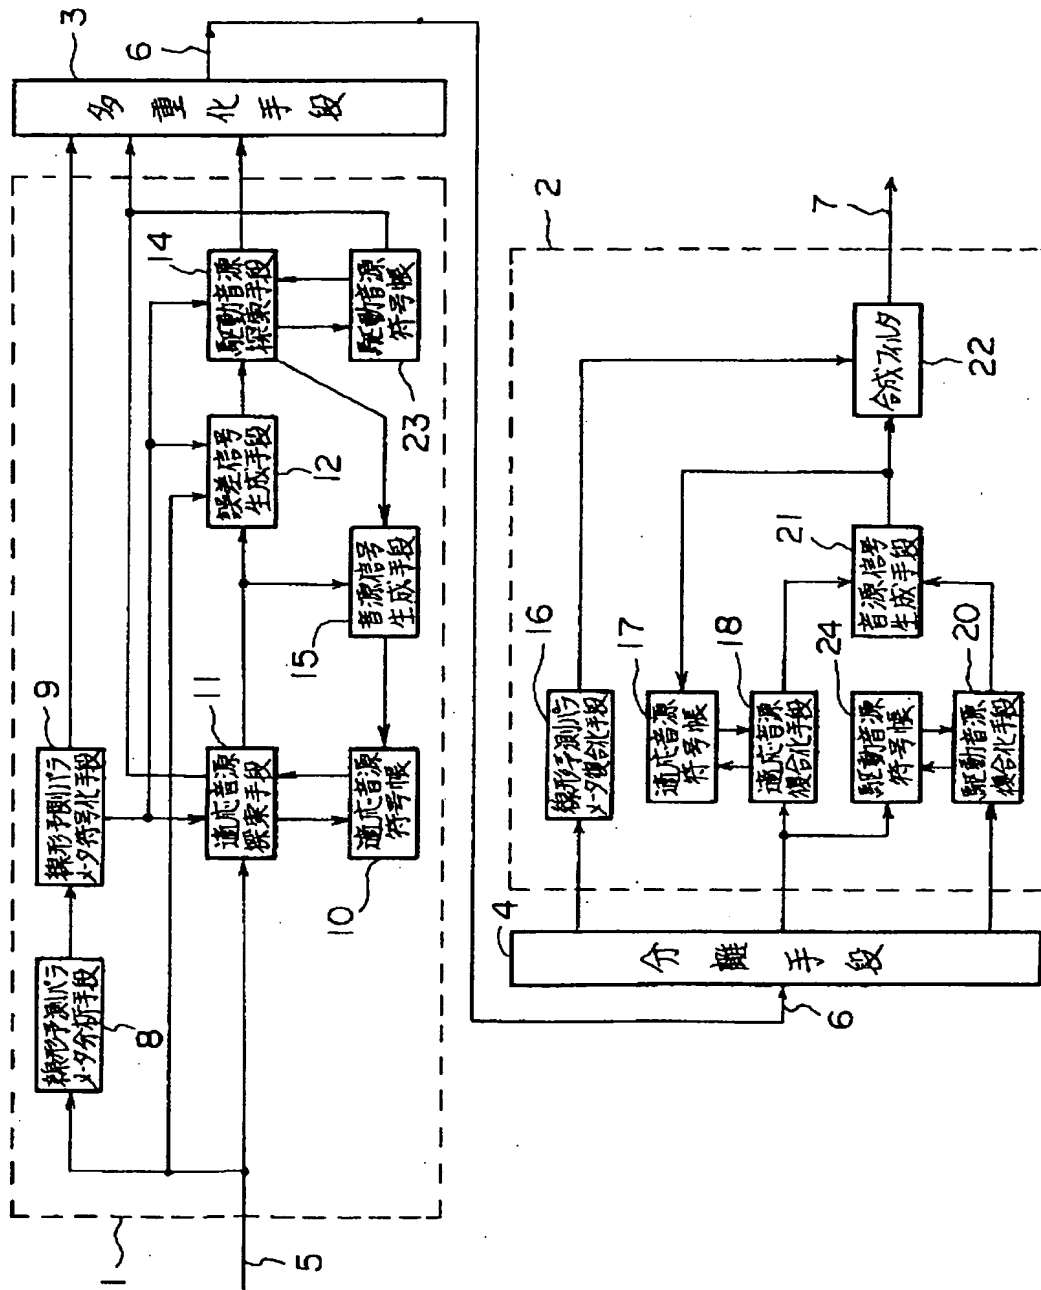 1
5
線形予測パラ
メータ分析手段
8
線形予測パラ
メータ符号化手段
9
適応音源
探索手段
11
適応音源
符号帳
10
誤差信号
生成手段
12
音源信号
生成手段
15
駆動音源
探索手段
14
駆動音源
符号帳
23
多重化手段
3
6
2
分離手段
4
6
線形予測パラ
メータ復合化手段
16
適応音源
符号帳
17
適応音源
復合化手段
18
駆動音源
符号帳
24
駆動音源
復合化手段
20
音源信号
生成手段
21
合成フィルタ
22
7